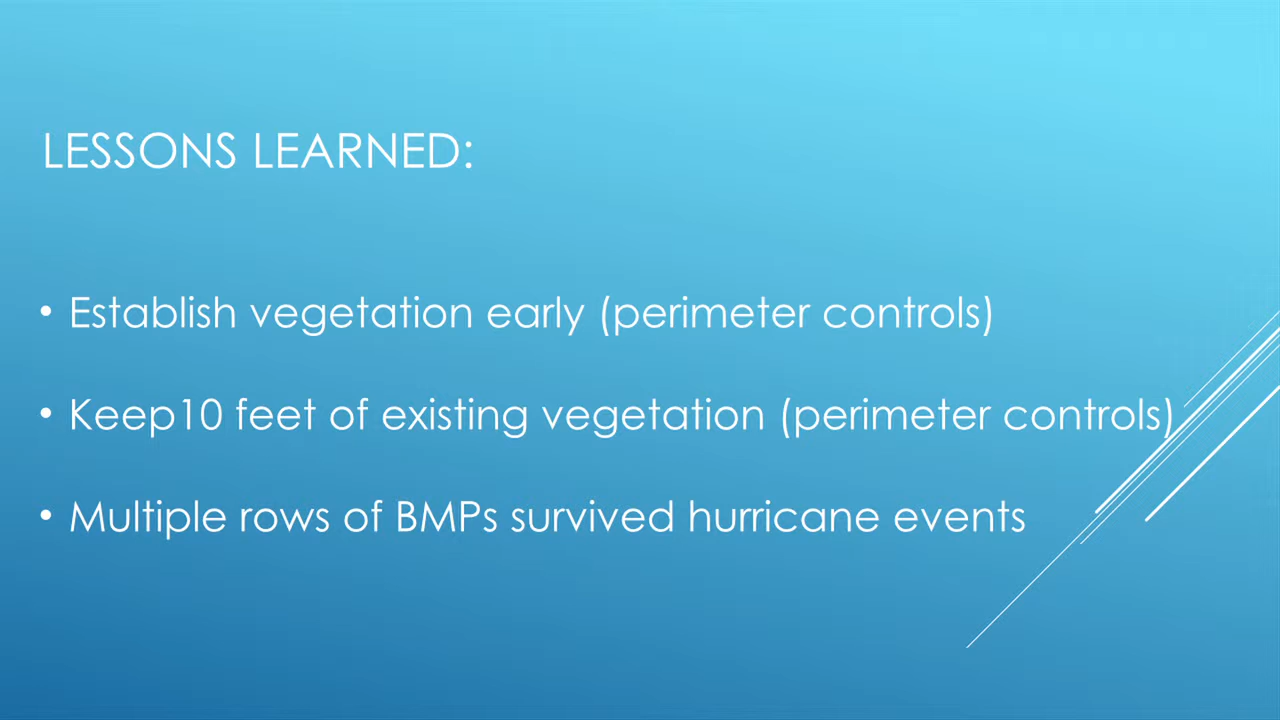 LESSONS LEARNED:
• Establish vegetation early (perimeter controls)
• Keep10 feet of existing vegetation (perimeter controls)
• Multiple rows of BMPs survived hurricane events